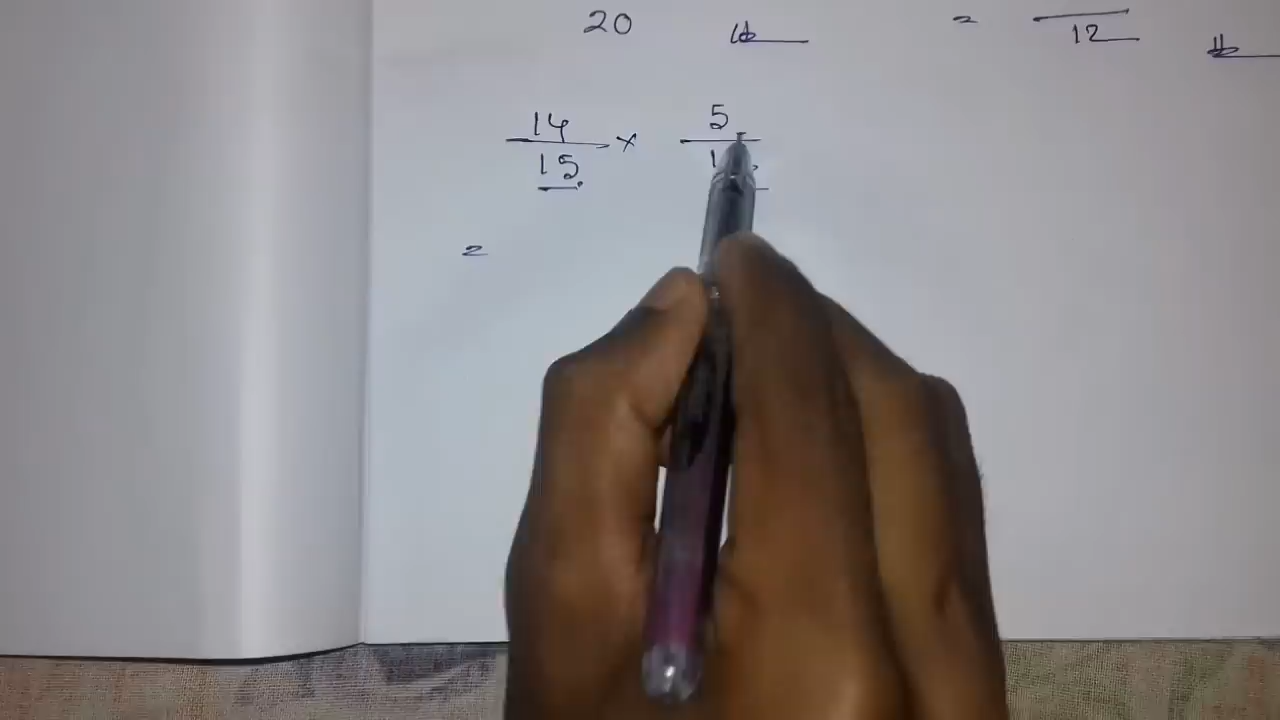 20 =
12
14 × 5
15
=